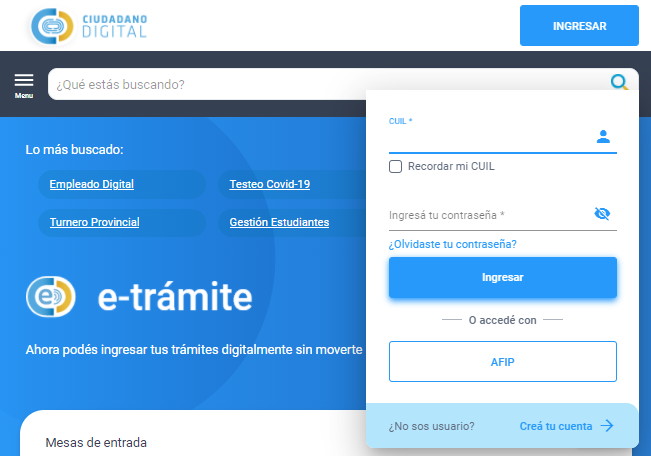 CIUDADANO
DIGITAL
INGRESAR
Menu
¿Qué estás buscando?
Lo más buscado:
Empleado Digital
Testeo Covid-19
Turnero Provincial
Gestión Estudiantes
e-trámite
Ahora podés ingresar tus trámites digitalmente sin moverte
Mesas de entrada
CUIL *
Recordar mi CUIL
Ingresá tu contraseña *
¿Olvidaste tu contraseña?
Ingresar
O accedé con
AFIP
¿No sos usuario?
Creá tu cuenta